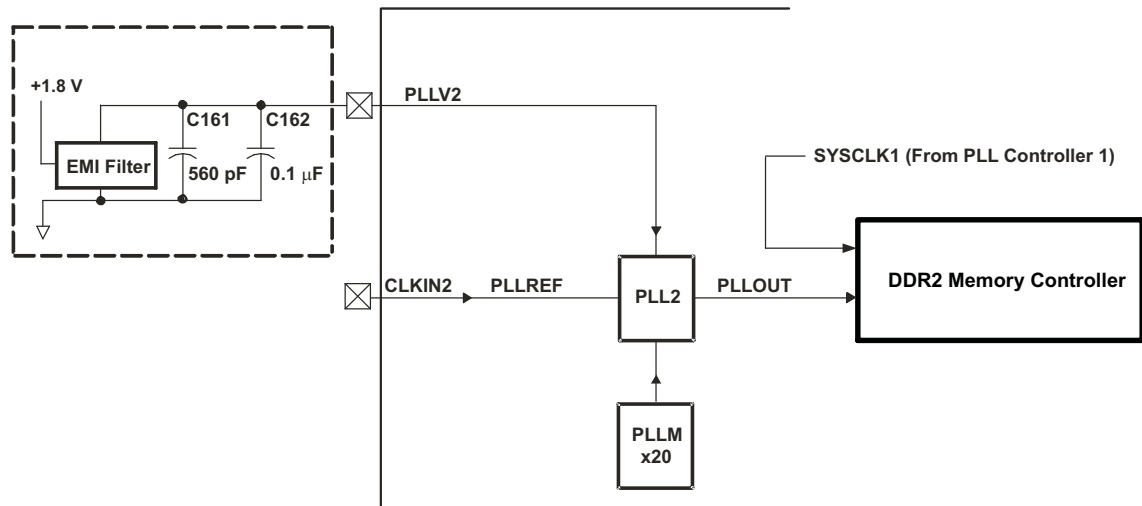 +1.8 V
C161
C162
EMI Filter
560 pF
0.1 μF
PLLV2
SYSCLK1 (From PLL Controller 1)
CLKIN2
PLLREF
PLL2
PLLOUT
DDR2 Memory Controller
PLLM
x20